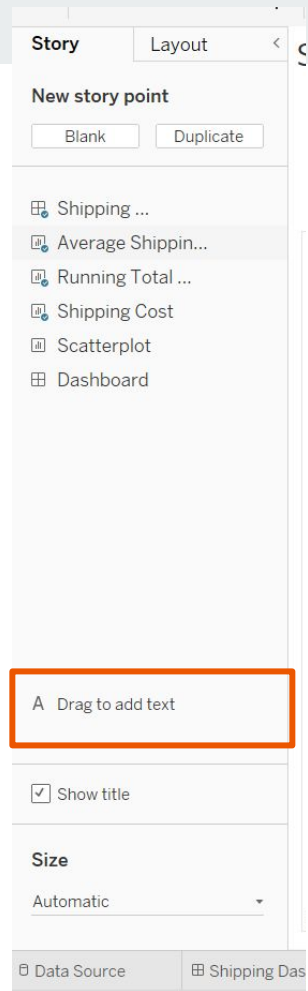 Story Layout
New story point
Blank Duplicate
Shipping ...
Average Shippin...
Running Total ...
Shipping Cost
Scatterplot
Dashboard
A Drag to add text
Show title
Size
Automatic
Data Source Shipping Das